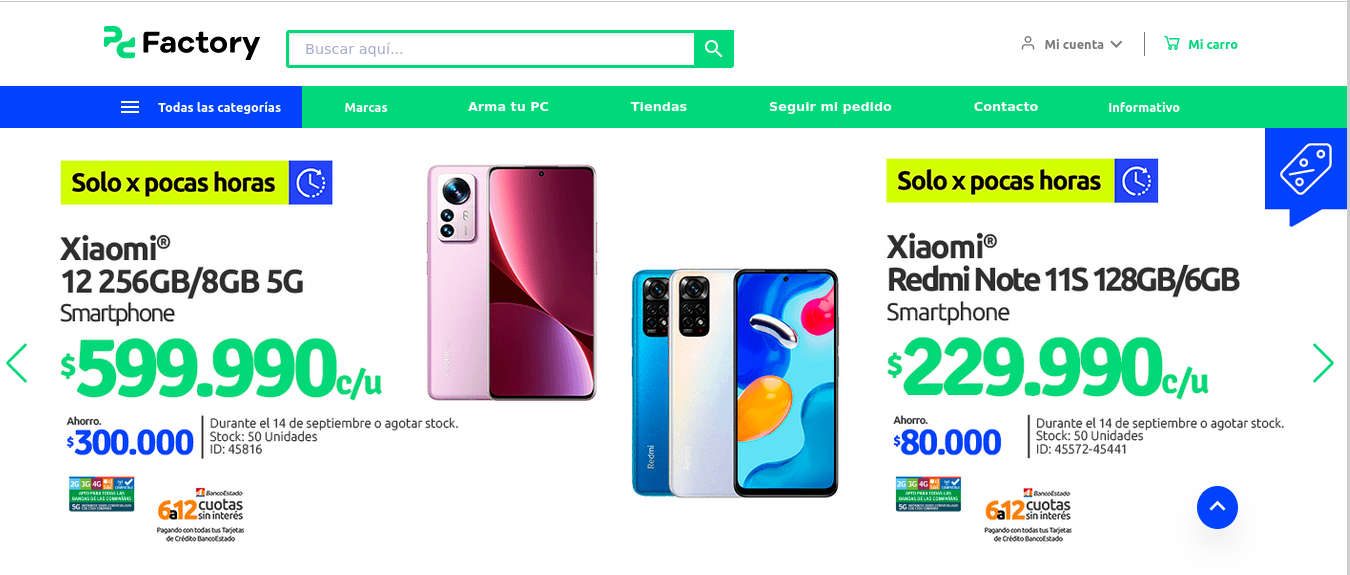 Factory
Buscar aquí...
Mi cuenta
Mi carro
Todas las categorías
Marcas
Arma tu PC
Tiendas
Seguir mi pedido
Contacto
Informativo
Solo x pocas horas
Xiaomi®
12 256GB/8GB 5G
Smartphone
$599.990c/u
Ahorro.
$300.000
Durante el 14 de septiembre o agotar stock.
Stock: 50 Unidades
ID: 45816
2G 3G 4G
APTO PARA TODAS LAS
BANDAS DE LAS COMPAÑÍAS
5G
BancoEstado
6a12 cuotas
sin interés
Pagando con todas tus Tarjetas
de Crédito BancoEstado
Redmi
Redmi
Solo x pocas horas
Xiaomi®
Redmi Note 11S 128GB/6GB
Smartphone
$229.990c/u
Ahorro.
$80.000
Durante el 14 de septiembre o agotar stock.
Stock: 50 Unidades
ID: 45572-45441
2G 3G 4G
APTO PARA TODAS LAS
BANDAS DE LAS COMPAÑÍAS
5G
BancoEstado
6a12 cuotas
sin interés
Pagando con todas tus Tarjetas
de Crédito BancoEstado